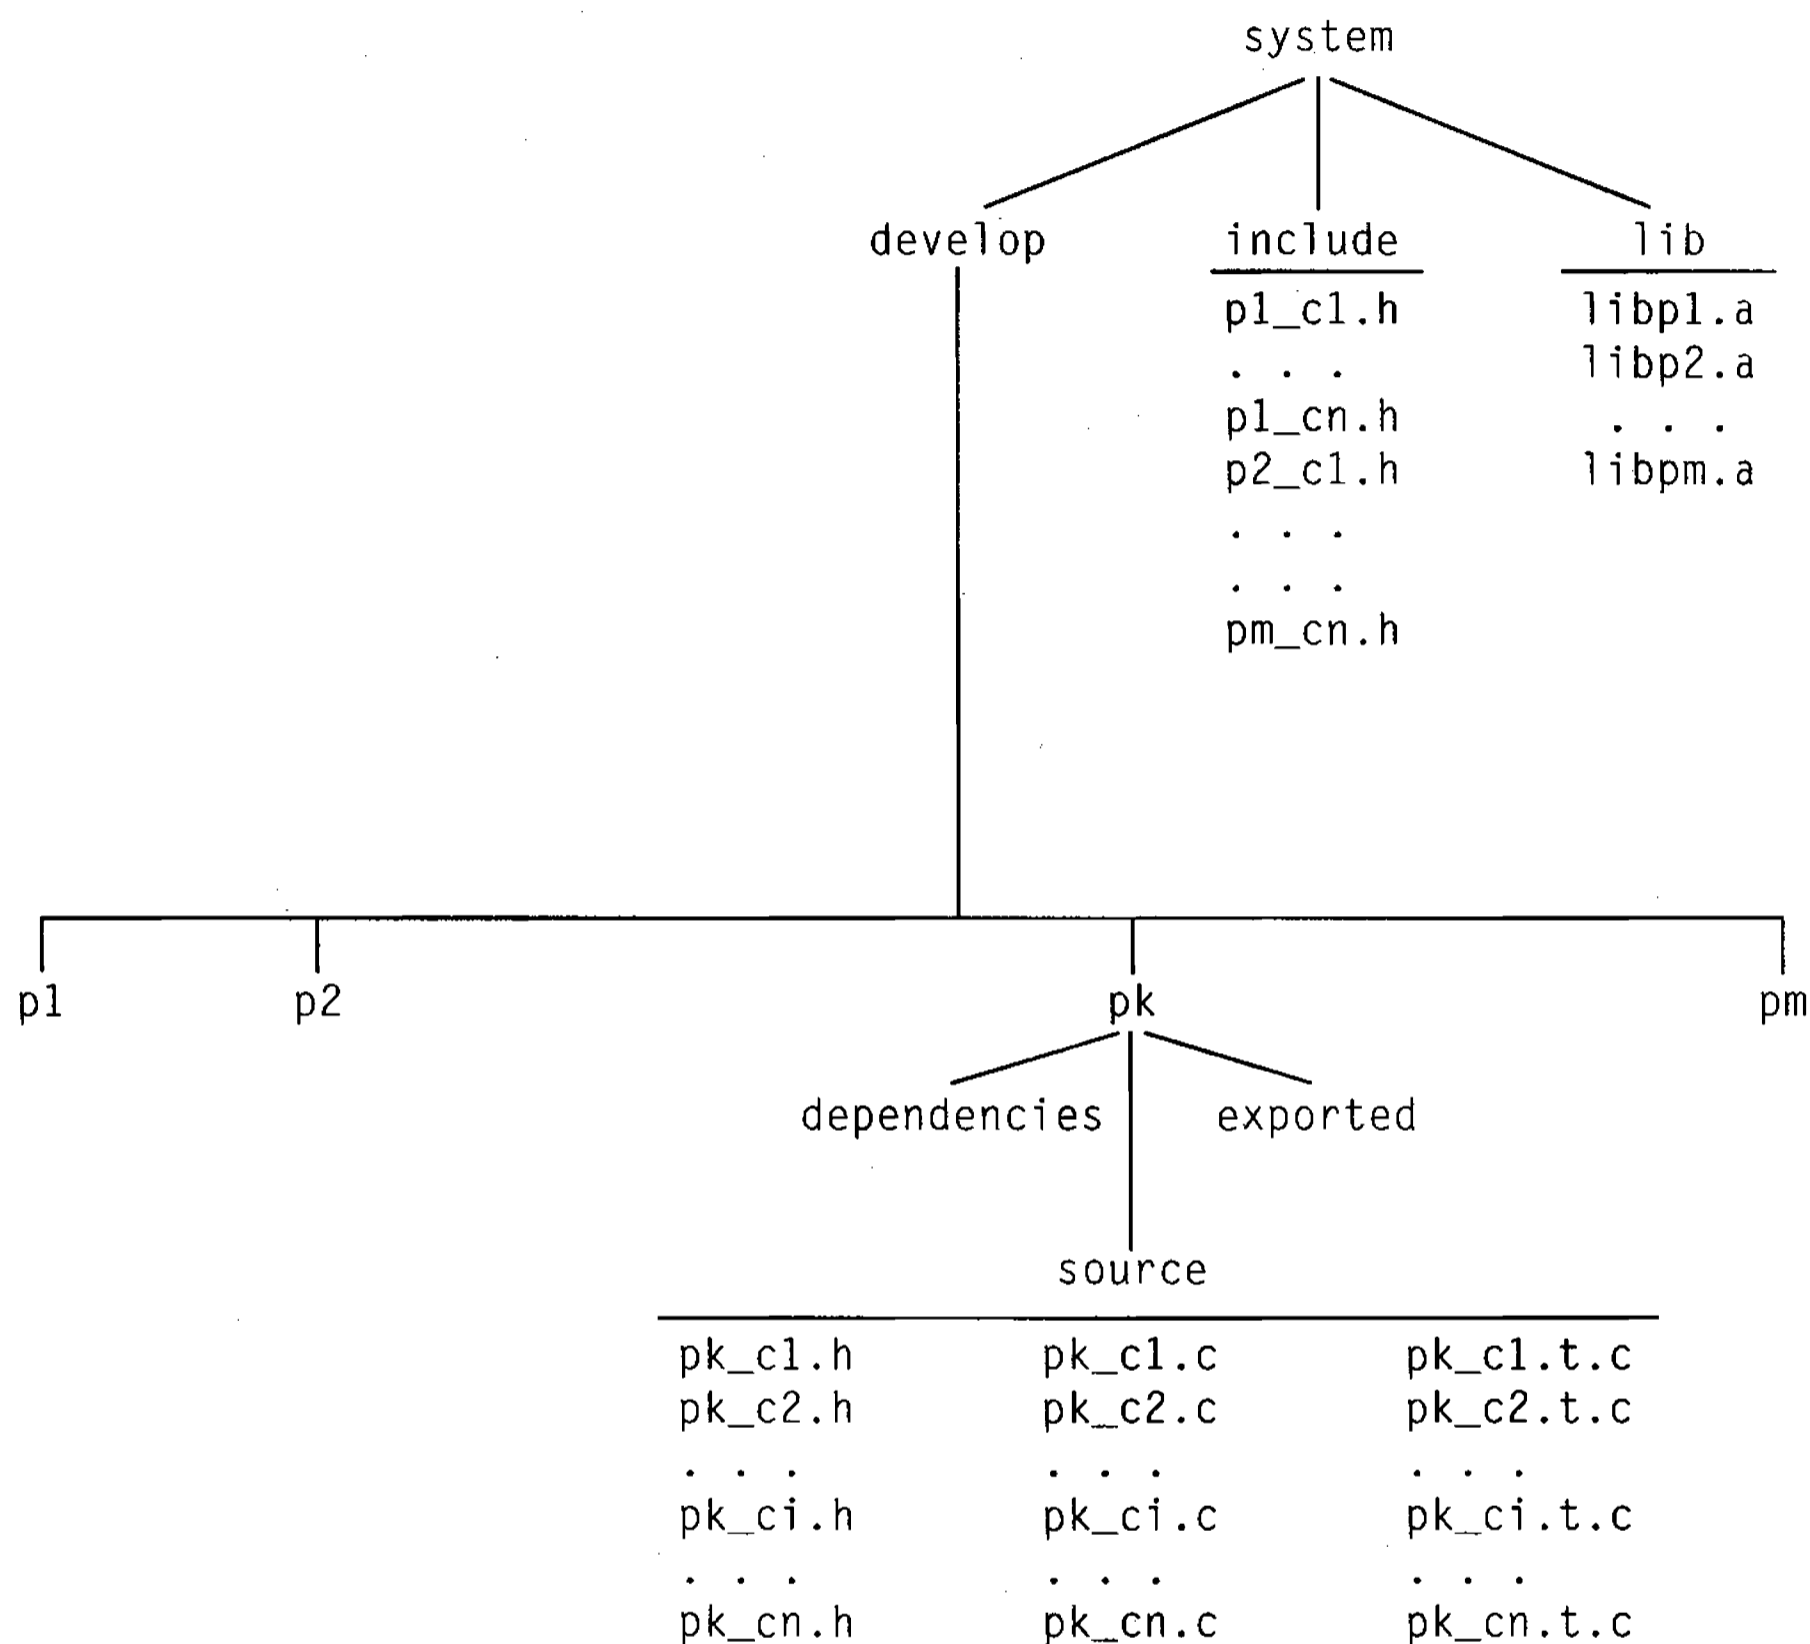 system
develop include lib
p1_c1.h libp1.a
. . . libp2.a
p1_cn.h . . .
p2_c1.h libpm.a
. . .
. . .
pm_cn.h
p1 p2 pk pm
dependencies exported
source
pk_c1.h pk_c1.c pk_c1.t.c
pk_c2.h pk_c2.c pk_c2.t.c
. . . . . . . . .
pk_ci.h pk_ci.c pk_ci.t.c
. . . . . . . . .
pk_cn.h pk_cn.c pk_cn.t.c